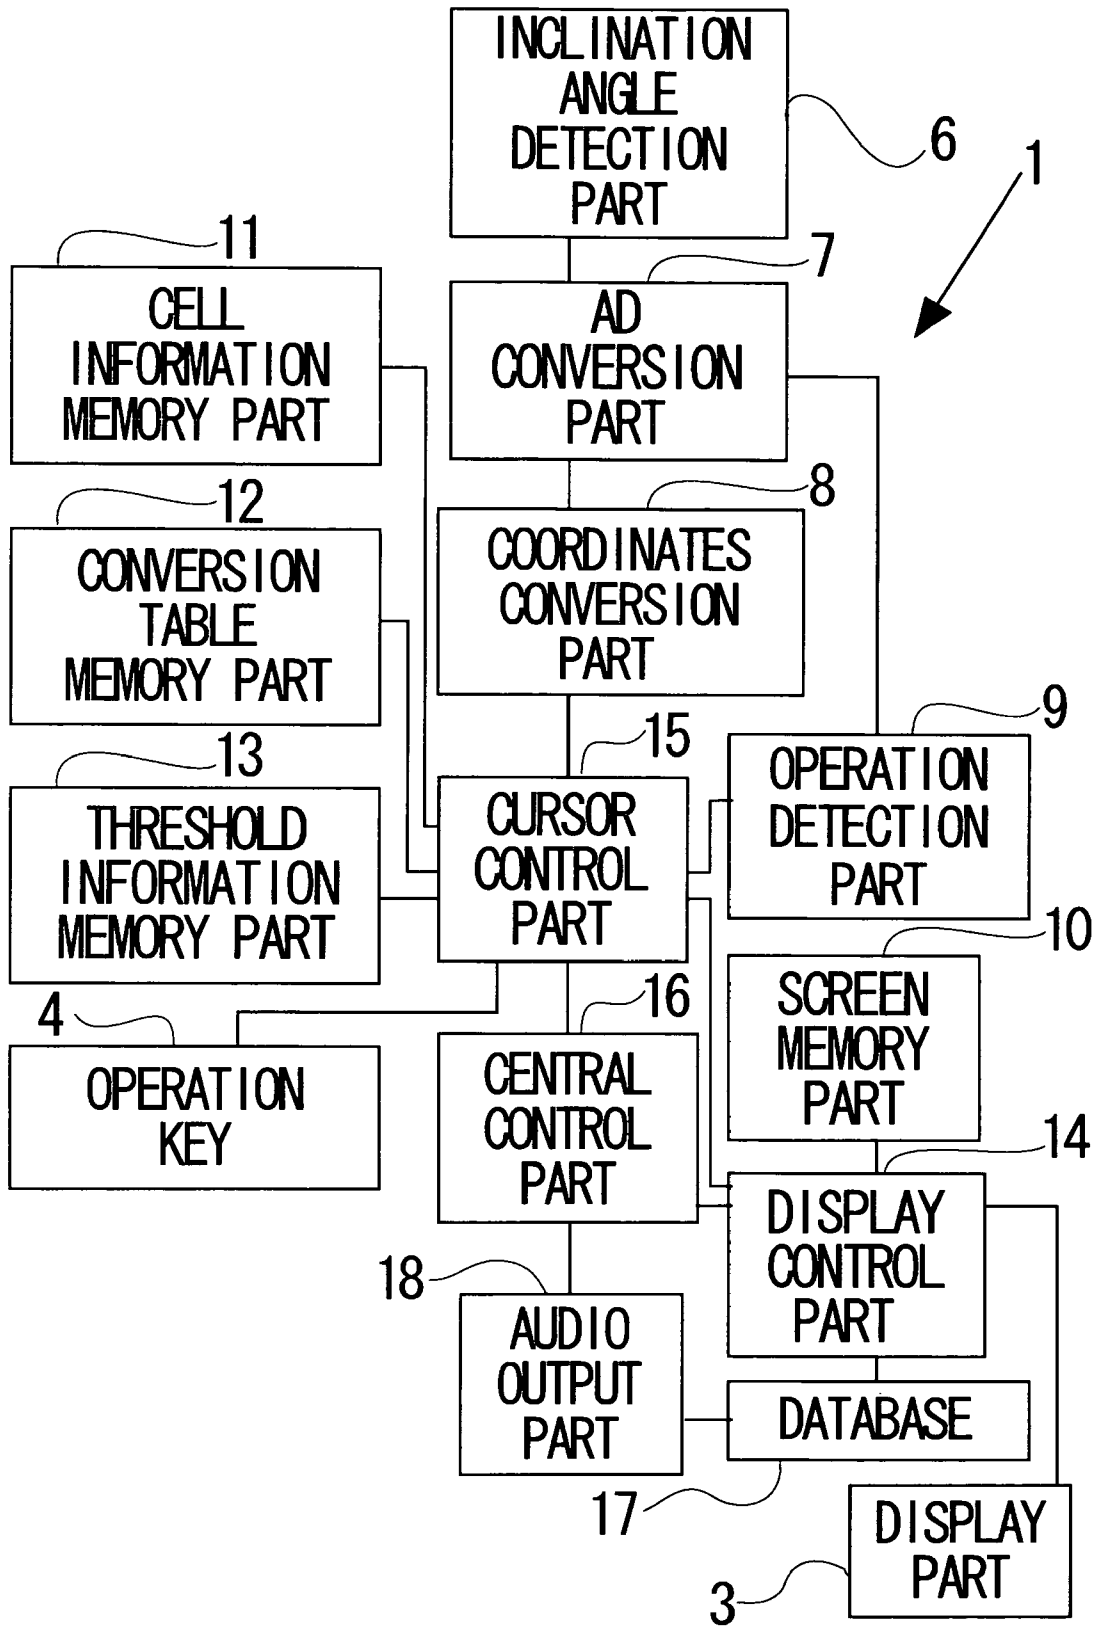 INCLINATION
ANGLE
DETECTION
PART
6
1
11
CELL
INFORMATION
MEMORY PART
7
AD
CONVERSION
PART
12
CONVERSION
TABLE
MEMORY PART
8
COORDINATES
CONVERSION
PART
13
THRESHOLD
INFORMATION
MEMORY PART
15
CURSOR
CONTROL
PART
9
OPERATION
DETECTION
PART
10
SCREEN
MEMORY
PART
4
OPERATION
KEY
16
CENTRAL
CONTROL
PART
14
DISPLAY
CONTROL
PART
18
AUDIO
OUTPUT
PART
DATABASE
17
DISPLAY
PART
3